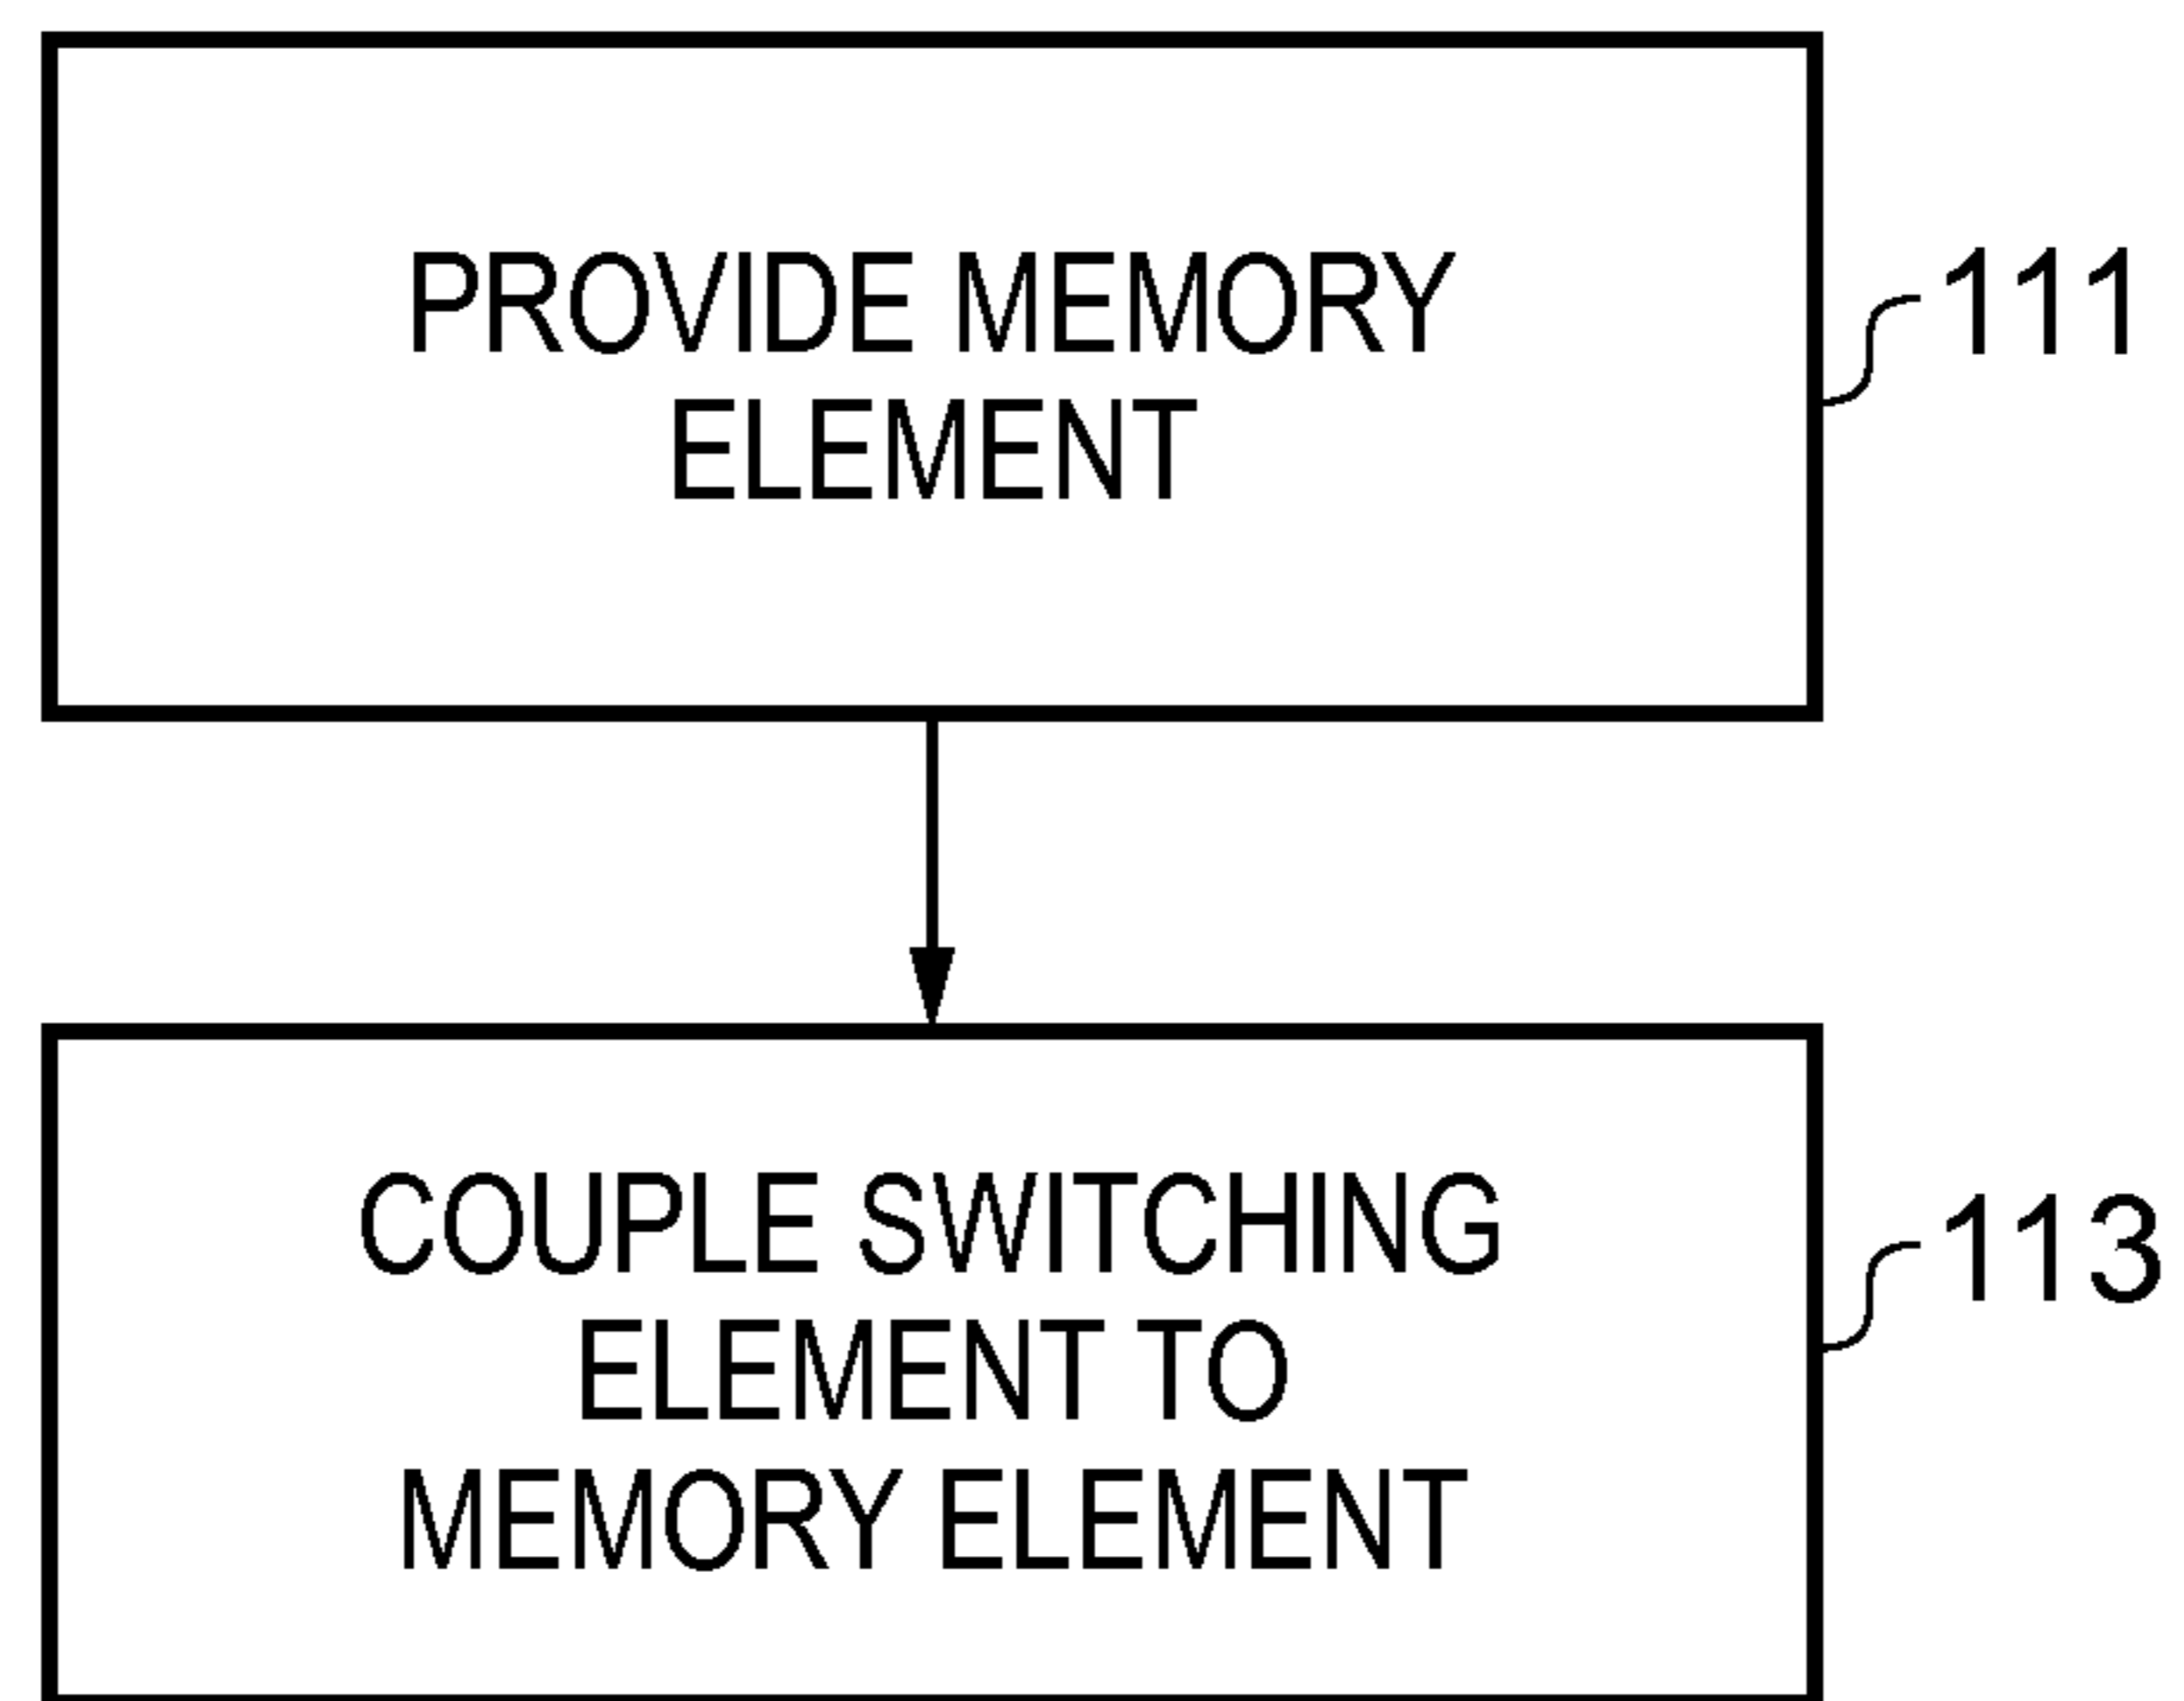 PROVIDE MEMORY
ELEMENT
111
COUPLE SWITCHING
ELEMENT TO
MEMORY ELEMENT
113